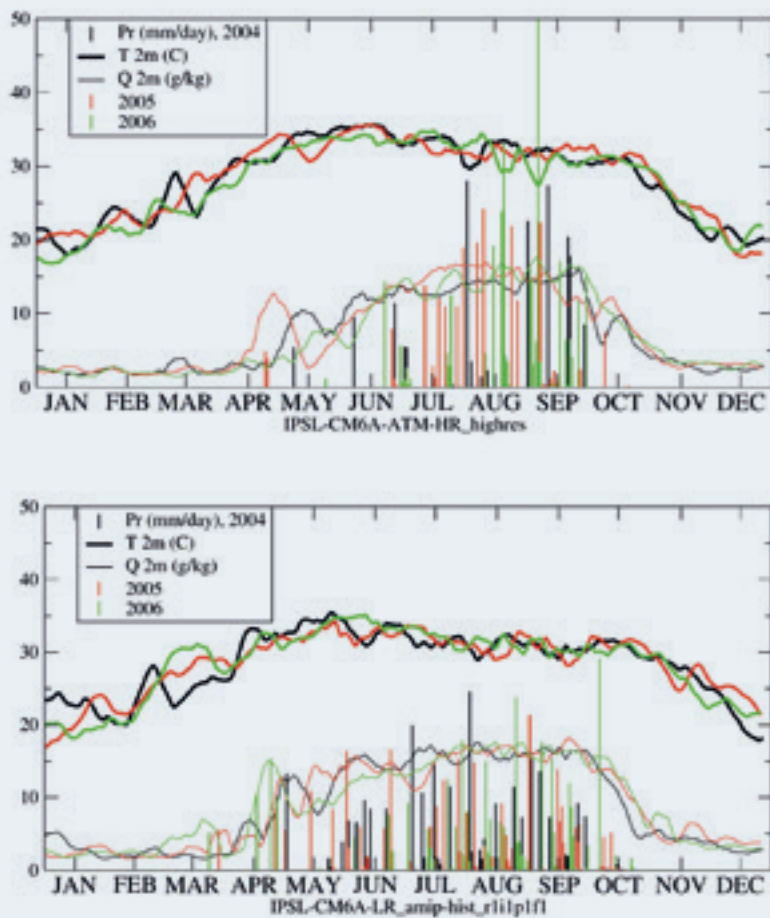 50
40
30
20
10
0
Pr (mm/day), 2004
T 2m (C)
Q 2m (g/kg)
2005
2006
JAN FEB MAR APR MAY JUN JUL AUG SEP OCT NOV DEC
IPSL-CM6A-ATM-HR_highres
50
40
30
20
10
0
Pr (mm/day), 2004
T 2m (C)
Q 2m (g/kg)
2005
2006
JAN FEB MAR APR MAY JUN JUL AUG SEP OCT NOV DEC
IPSL-CM6A-LR_amip-hist_r1i1p1f1